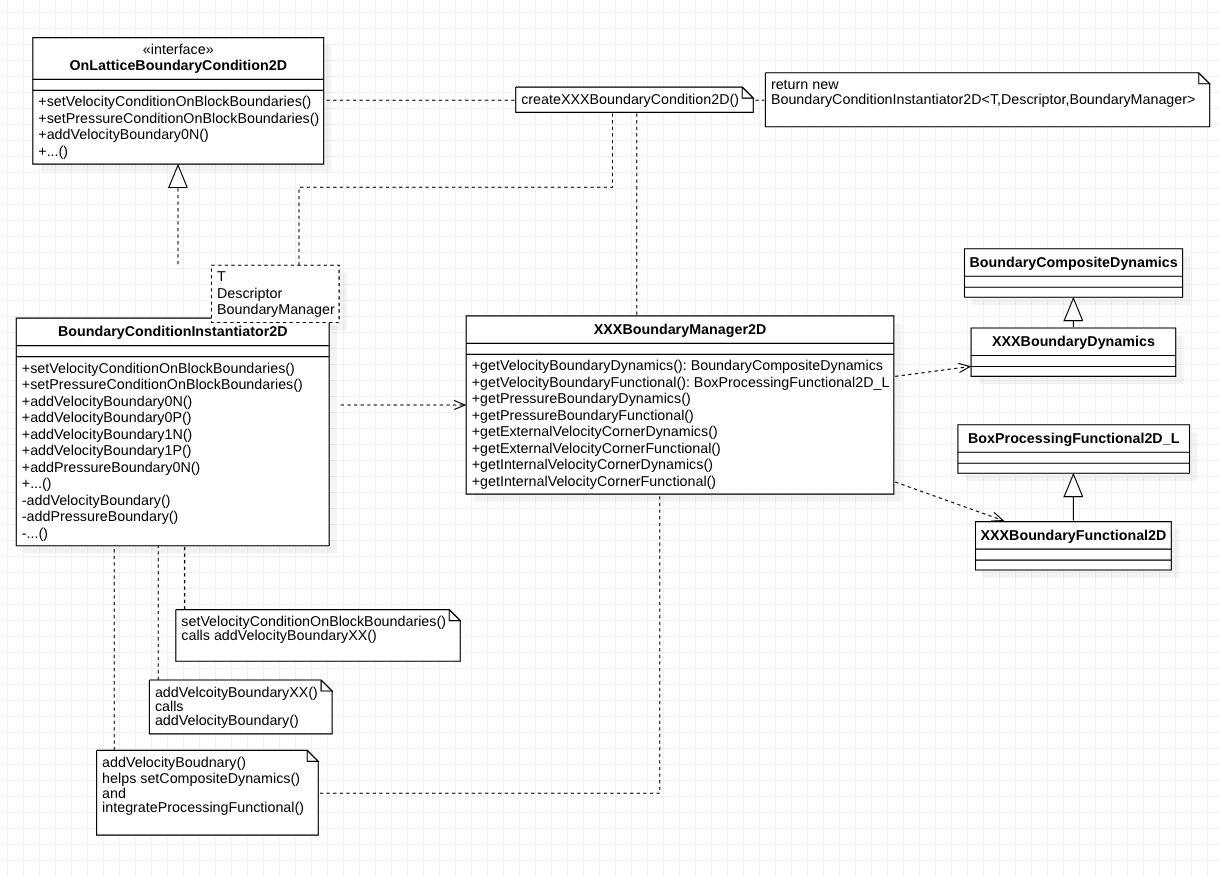 «interface»
OnLatticeBoundaryCondition2D
+setVelocityConditionOnBlockBoundaries()
+setPressureConditionOnBlockBoundaries()
+addVelocityBoundary0N()
+...()
createXXXBoundaryCondition2D()
return new
BoundaryConditionInstantiator2D<T,Descriptor,BoundaryManager>
T
Descriptor
BoundaryManager
BoundaryConditionInstantiator2D
+setVelocityConditionOnBlockBoundaries()
+setPressureConditionOnBlockBoundaries()
+addVelocityBoundary0N()
+addVelocityBoundary0P()
+addVelocityBoundary1N()
+addVelocityBoundary1P()
+addPressureBoundary0N()
+...()
-addVelocityBoundary()
-addPressureBoundary()
-...()
XXXBoundaryManager2D
+getVelocityBoundaryDynamics(): BoundaryCompositeDynamics
+getVelocityBoundaryFunctional(): BoxProcessingFunctional2D_L
+getPressureBoundaryDynamics()
+getPressureBoundaryFunctional()
+getExternalVelocityCornerDynamics()
+getExternalVelocityCornerFunctional()
+getInternalVelocityCornerDynamics()
+getInternalVelocityCornerFunctional()
BoundaryCompositeDynamics
XXXBoundaryDynamics
BoxProcessingFunctional2D_L
XXXBoundaryFunctional2D
setVelocityConditionOnBlockBoundaries()
calls addVelocityBoundaryXX()
addVelcoityBoundaryXX()
calls
addVelocityBoundary()
addVelocityBoudnary()
helps setCompositeDynamics()
and
integrateProcessingFunctional()